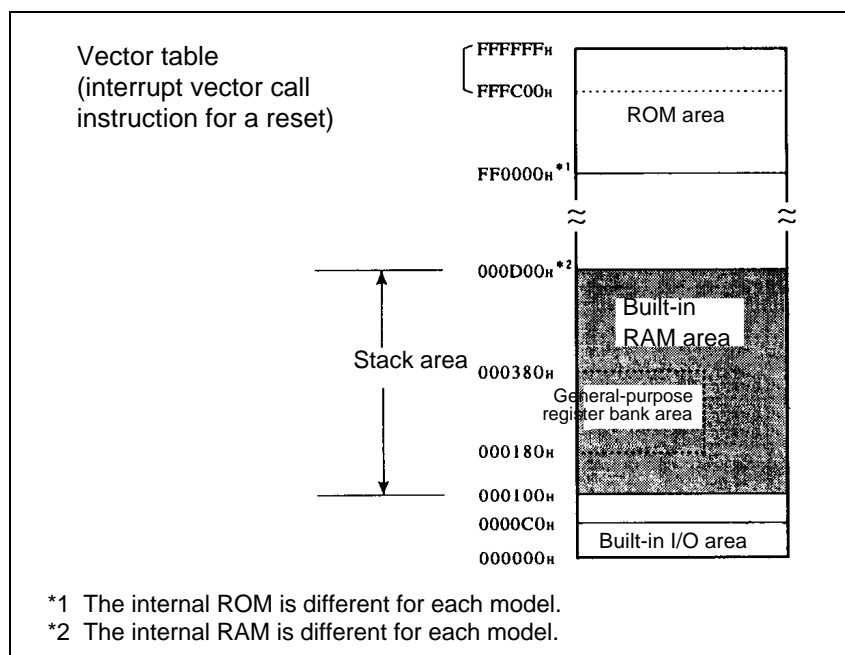 Vector table
(interrupt vector call
instruction for a reset)
FFFFFFH
FFFC00H
ROM area
FF0000H*1
000D00H*2
Built-in
RAM area
Stack area
000380H
General-purpose
register bank area
000180H
000100H
0000C0H
Built-in I/O area
000000H
*1 The internal ROM is different for each model.
*2 The internal RAM is different for each model.